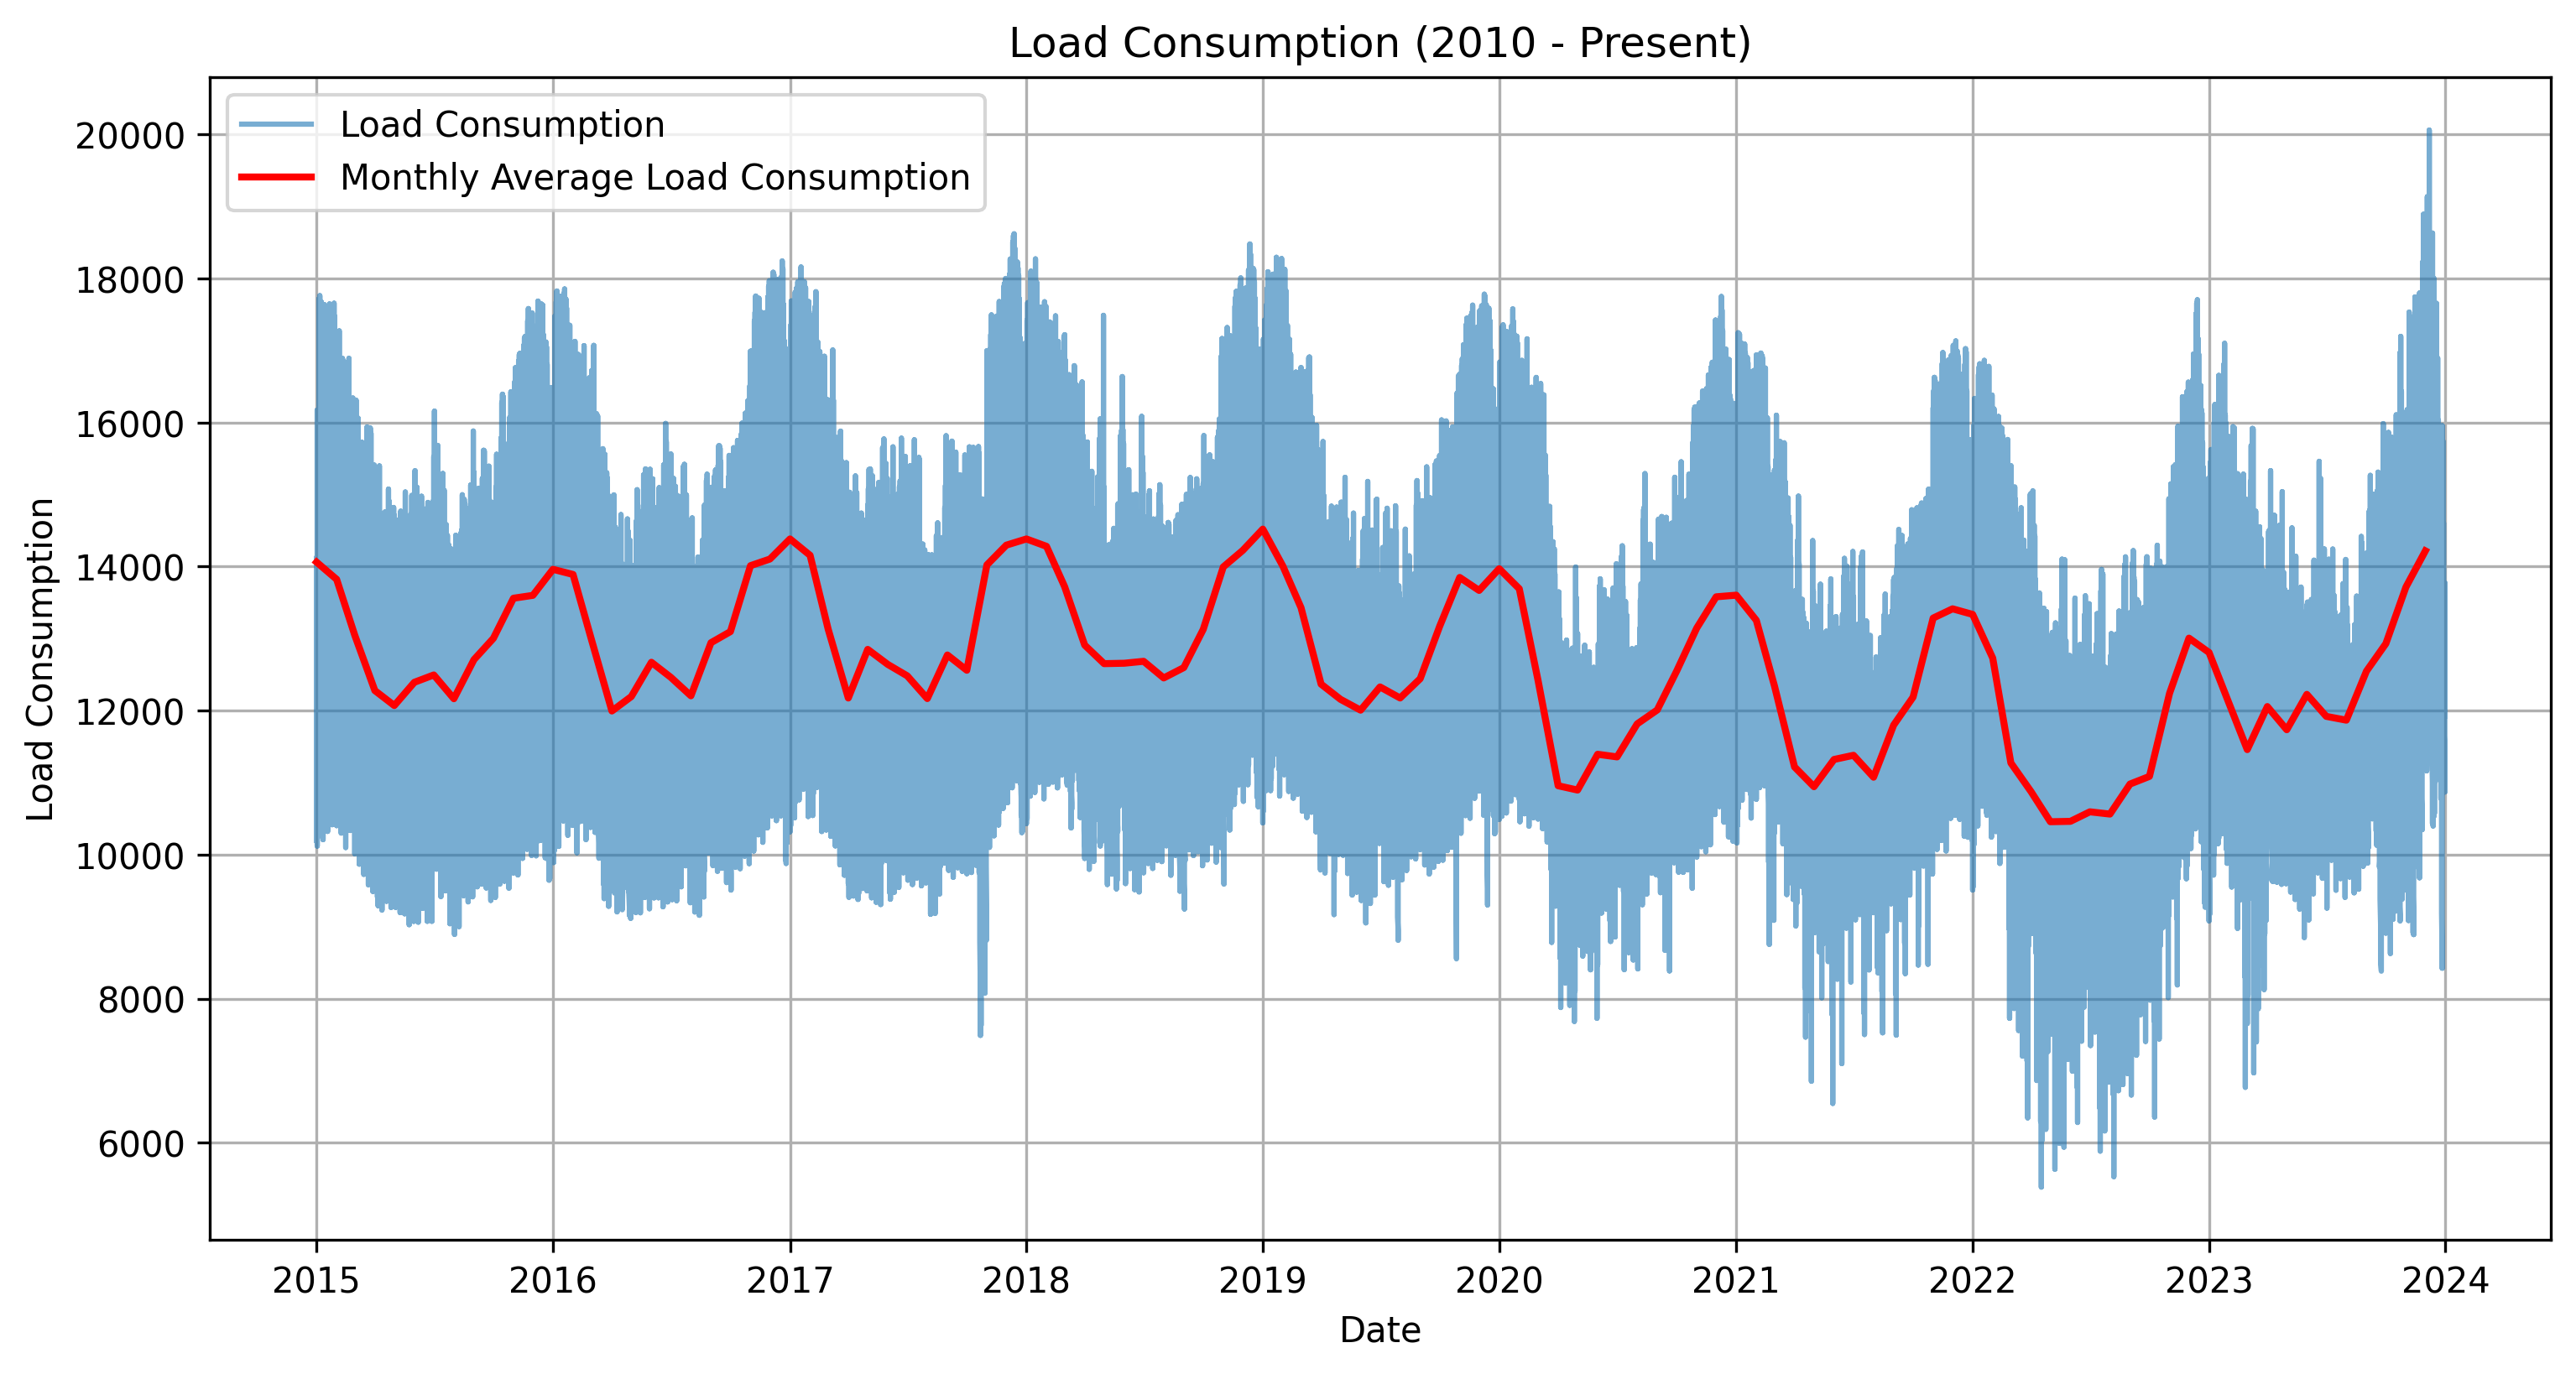 Load Consumption (2010 - Present)
Load Consumption
Monthly Average Load Consumption
20000
18000
16000
14000
12000
10000
8000
6000
Load Consumption
2015 2016 2017 2018 2019 2020 2021 2022 2023 2024
Date